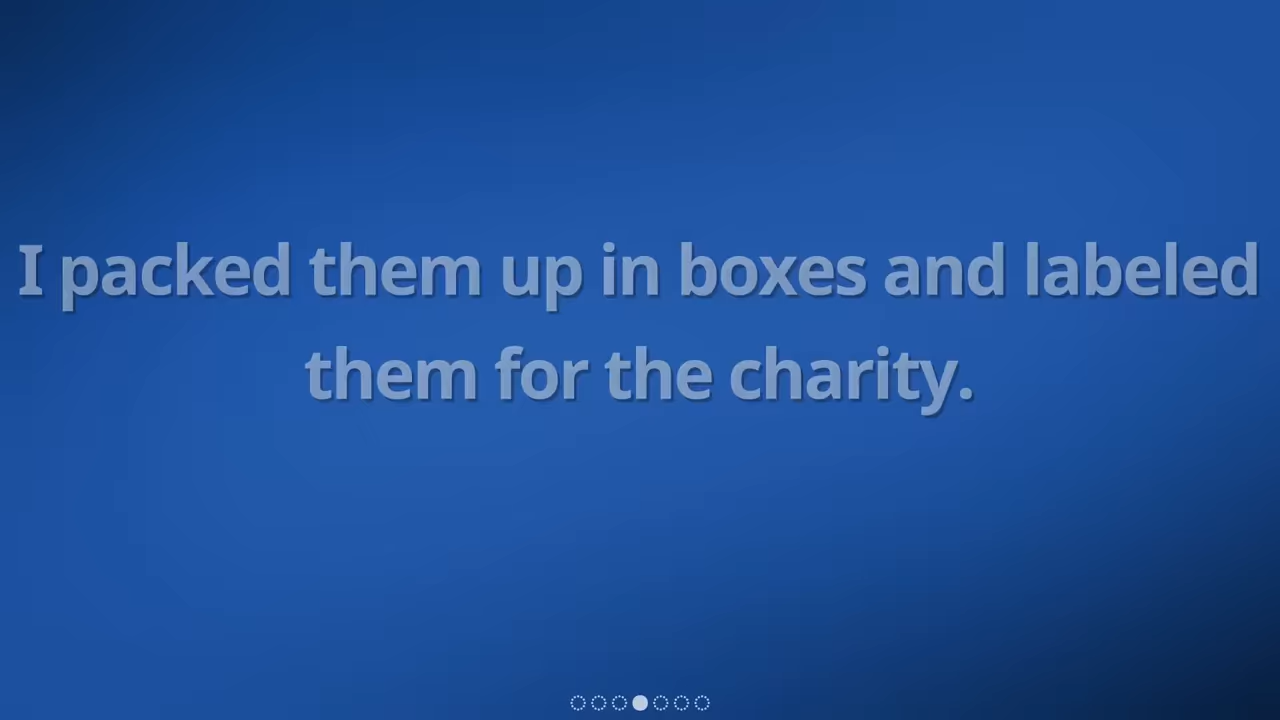 I packed them up in boxes and labeled
them for the charity.